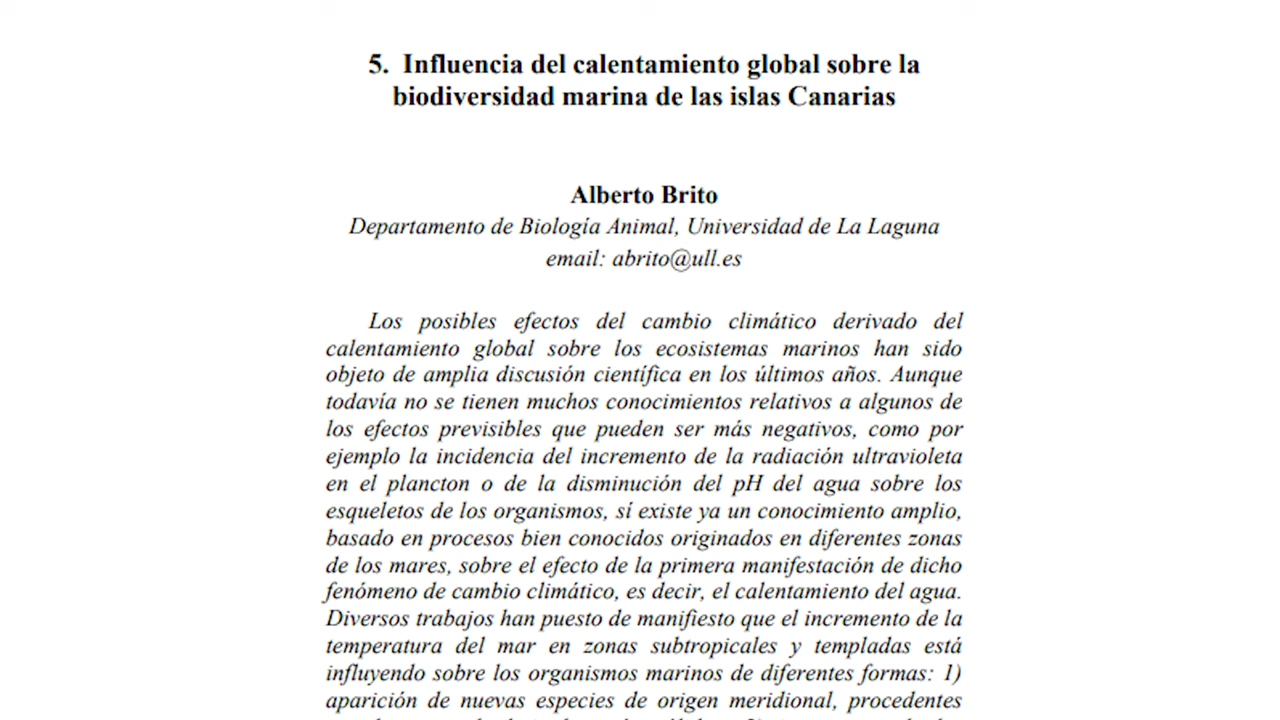 5. Influencia del calentamiento global sobre la
biodiversidad marina de las islas Canarias
Alberto Brito
Departamento de Biología Animal, Universidad de La Laguna
email: abrito@ull.es
Los posibles efectos del cambio climático derivado del
calentamiento global sobre los ecosistemas marinos han sido
objeto de amplia discusión científica en los últimos años. Aunque
todavía no se tienen muchos conocimientos relativos a algunos de
los efectos previsibles que pueden ser más negativos, como por
ejemplo la incidencia del incremento de la radiación ultravioleta
en el plancton o de la disminución del pH del agua sobre los
esqueletos de los organismos, sí existe ya un conocimiento amplio,
basado en procesos bien conocidos originados en diferentes zonas
de los mares, sobre el efecto de la primera manifestación de dicho
fenómeno de cambio climático, es decir, el calentamiento del agua.
Diversos trabajos han puesto de manifiesto que el incremento de la
temperatura del mar en zonas subtropicales y templadas está
influyendo sobre los organismos marinos de diferentes formas: 1)
aparición de nuevas especies de origen meridional, procedentes